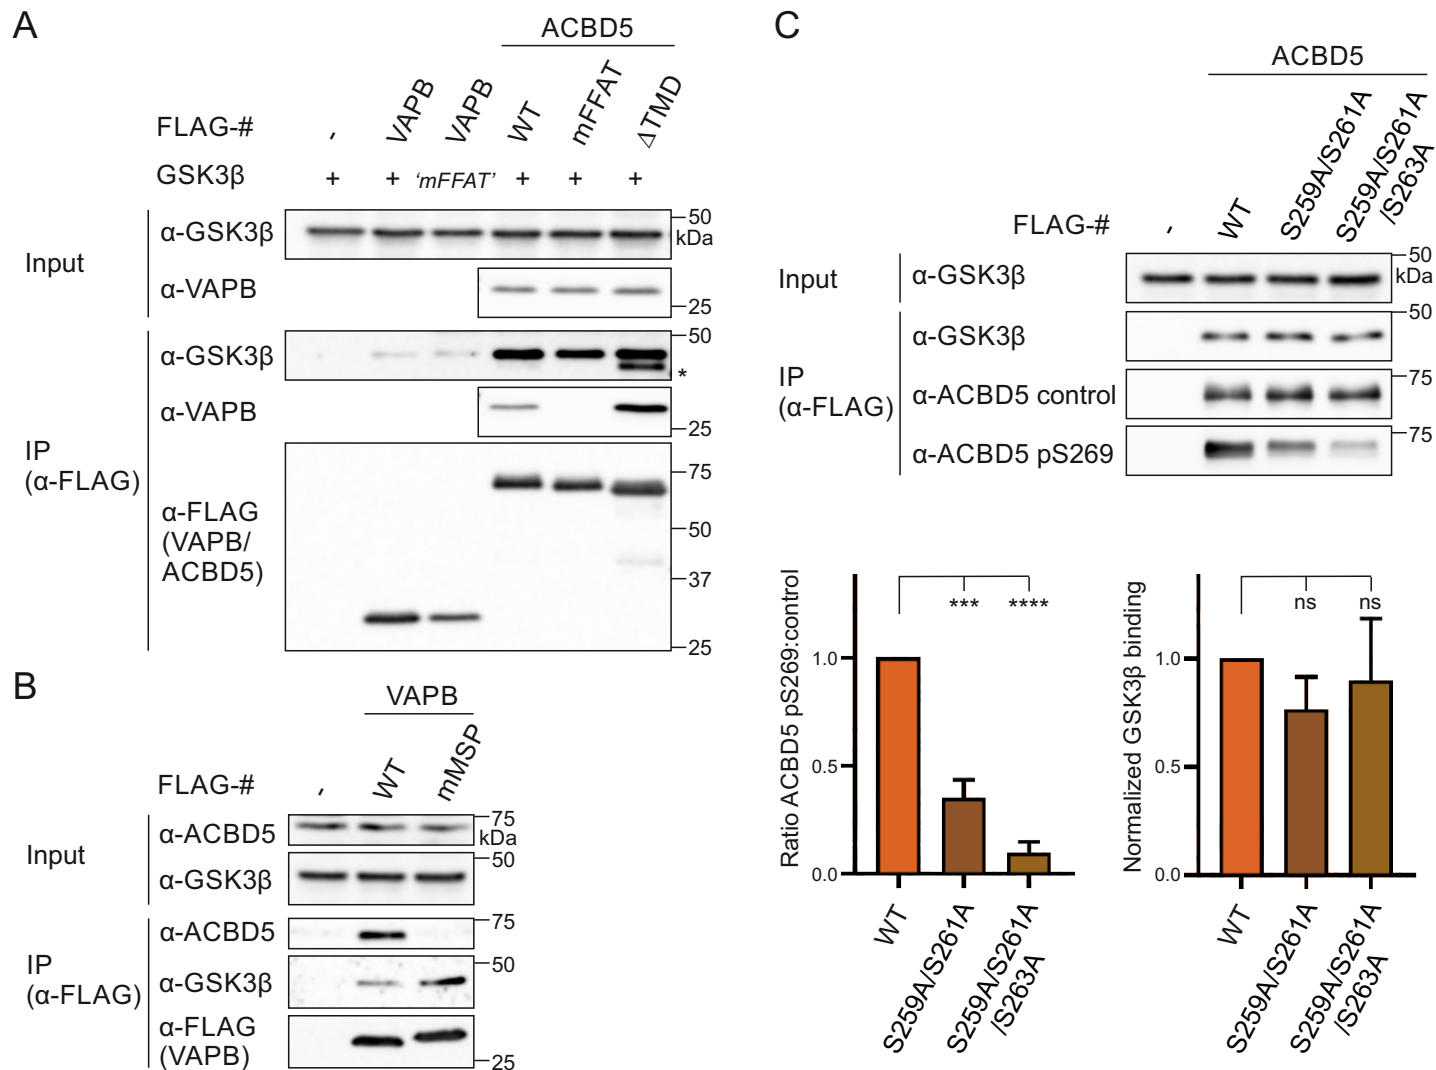 A
ACBD5
FLAG-#
-
VAPB
VAPB
WT
mFFAT
ΔTMD
GSK3β
+
+
'mFFAT'
+
+
+
Input
α-GSK3β
50
kDa
α-VAPB
25
IP
(α-FLAG)
α-GSK3β
50
*
α-VAPB
25
α-FLAG
(VAPB/
ACBD5)
75
50
37
25
B
VAPB
FLAG-#
-
WT
mMSP
Input
α-ACBD5
75
kDa
α-GSK3β
50
IP
(α-FLAG)
α-ACBD5
75
α-GSK3β
50
α-FLAG
(VAPB)
25
C
ACBD5
FLAG-#
-
WT
S259A/S261A
S259A/S261A
/S263A
Input
α-GSK3β
50
kDa
IP
(α-FLAG)
α-GSK3β
50
α-ACBD5 control
75
α-ACBD5 pS269
75
Ratio ACBD5 pS269:control
1.0
0.5
0.0
***
****
WT
S259A/S261A
S259A/S261A
/S263A
Normalized GSK3β binding
1.0
0.5
0.0
ns
ns
WT
S259A/S261A
S259A/S261A
/S263A